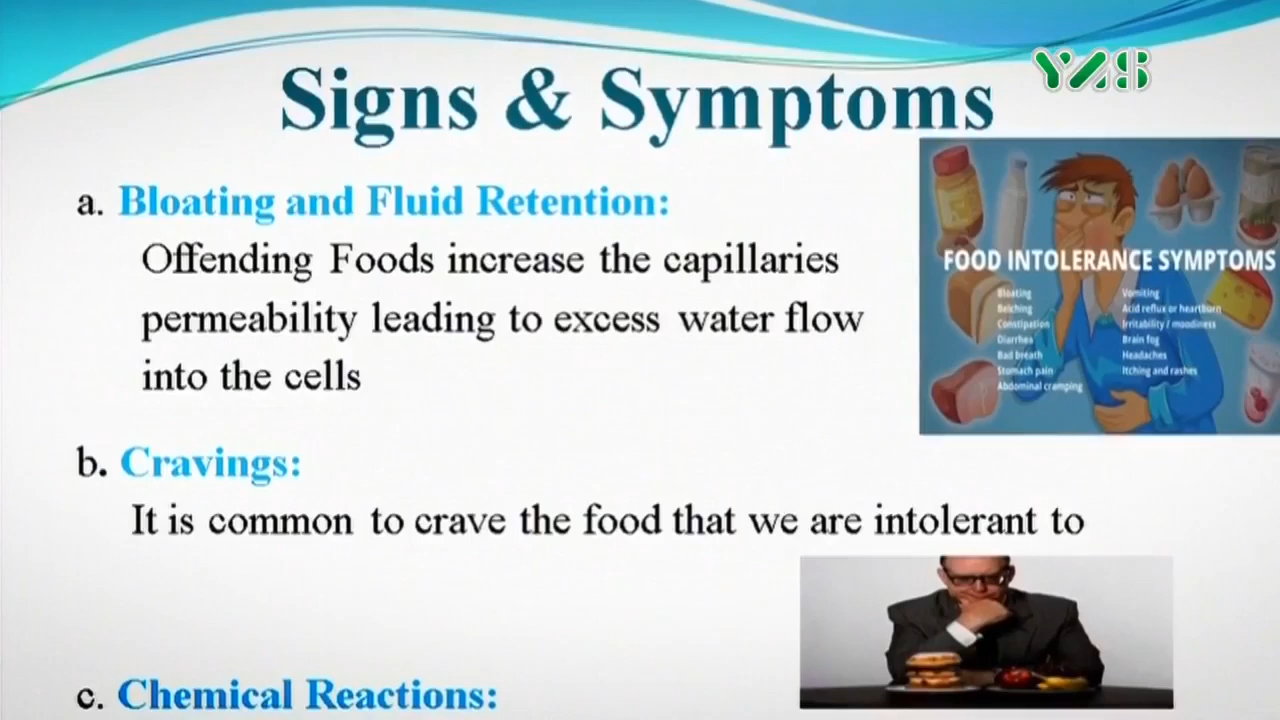 YAS
Signs & Symptoms
a. Bloating and Fluid Retention:
Offending Foods increase the capillaries
permeability leading to excess water flow
into the cells
FOOD INTOLERANCE SYMPTOMS
Bloating
Belching
Constipation
Diarrhea
Bad breath
Stomach pain
Abdominal cramping
Vomiting
Acid reflux or heartburn
Irritability / moodiness
Brain fog
Headaches
Itching and rashes
b. Cravings:
It is common to crave the food that we are intolerant to
c. Chemical Reactions: